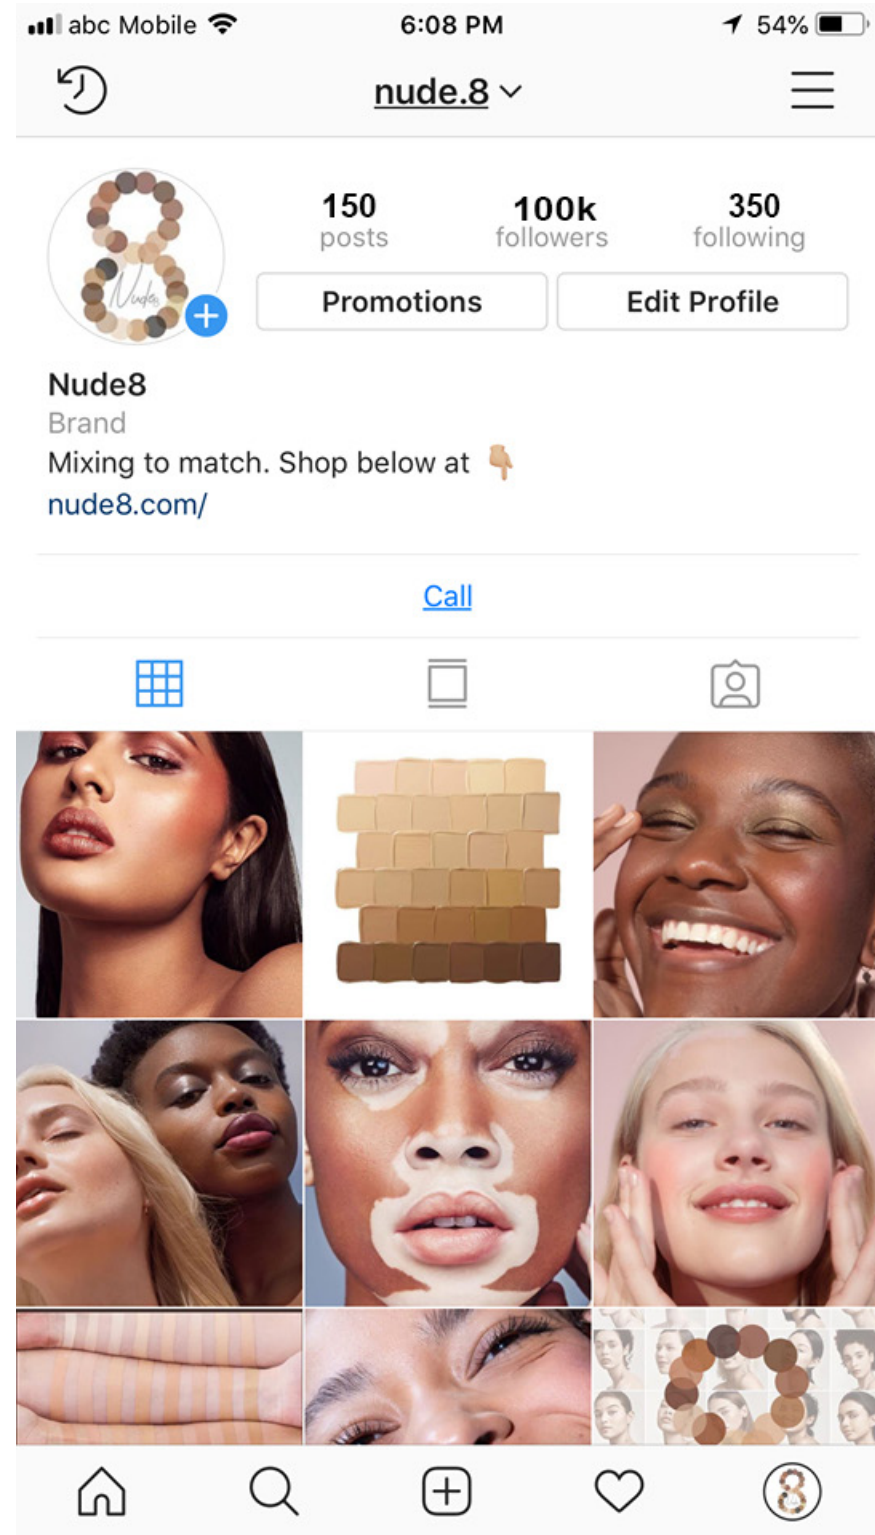 abc Mobile 6:08 PM 54%
nude.8
150 100k 350
posts followers following
Promotions Edit Profile
Nude8
Nude8
Brand
Mixing to match. Shop below at 👇🏼
nude8.com/
Call